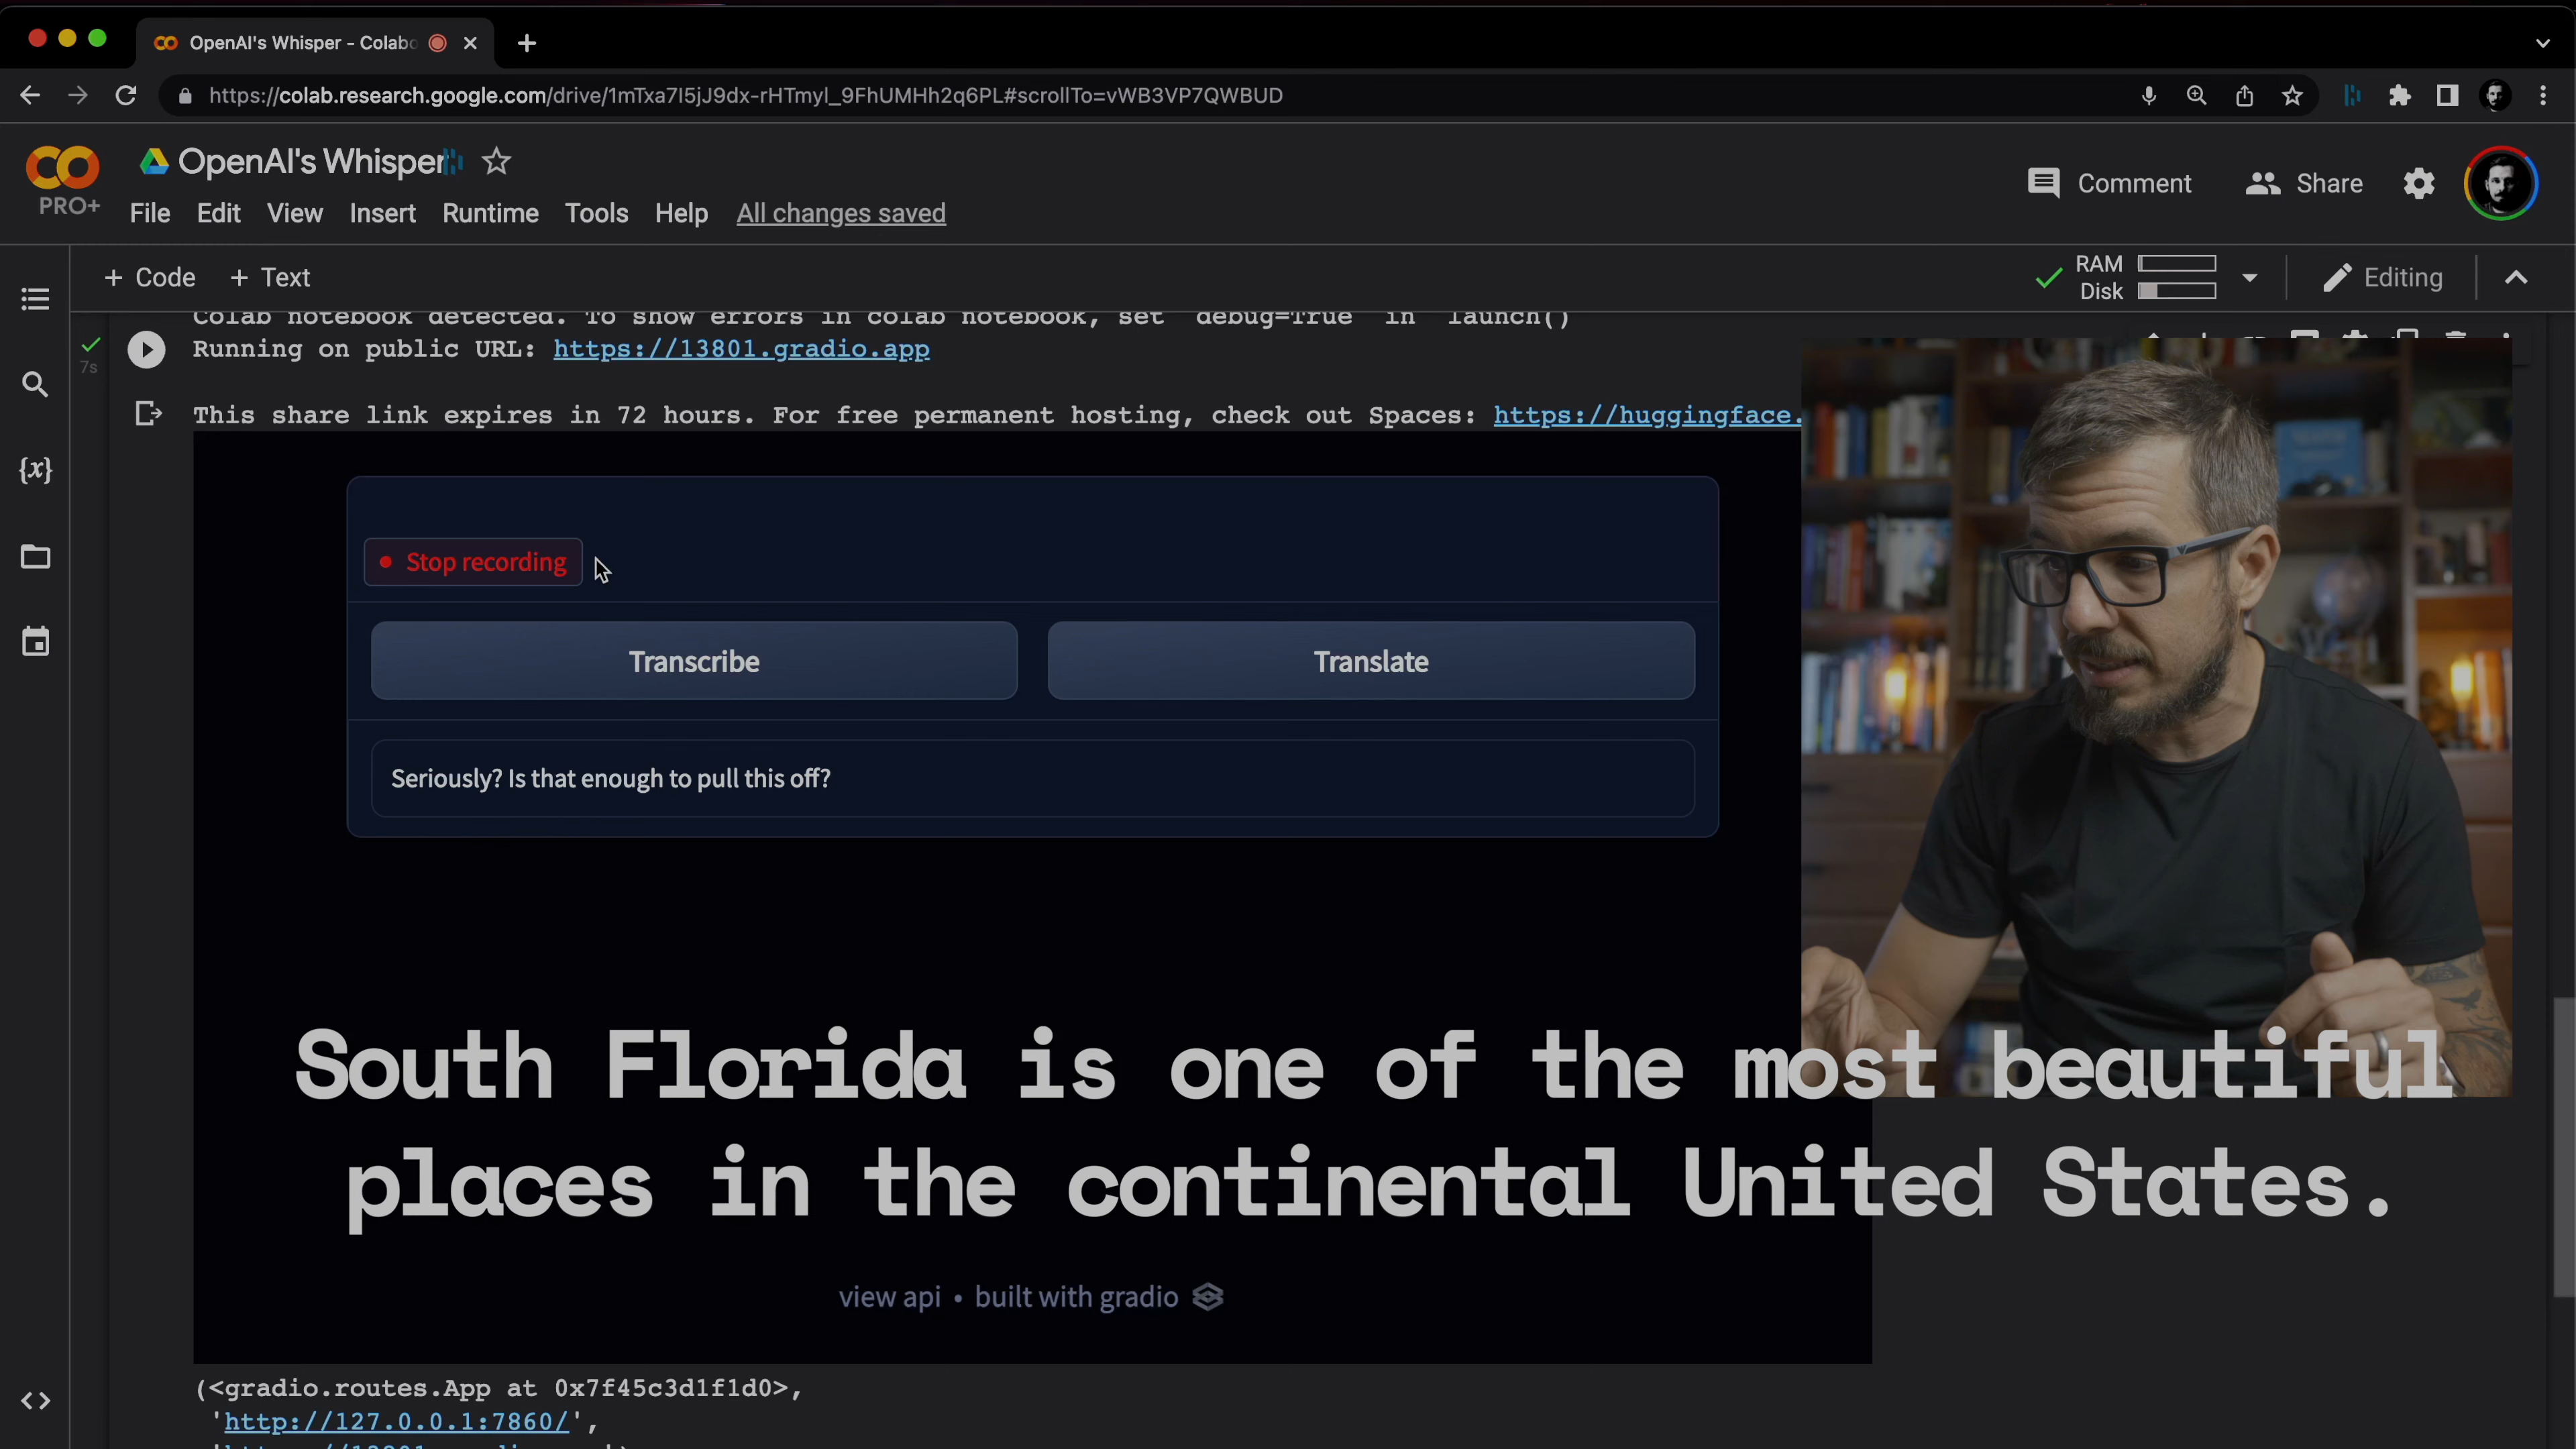 OpenAI's Whisper - Colabo
https://colab.research.google.com/drive/1mTxa7I5jJ9dx-rHTmyl_9FhUMHh2q6PL#scrollTo=vWB3VP7QWBUD
OpenAI's Whisper
PRO+
File Edit View Insert Runtime Tools Help All changes saved
Comment Share
+ Code + Text
RAM
Disk
Editing
Colab notebook detected. To show errors in colab notebook, set debug=True in launch()
Running on public URL: https://13801.gradio.app
7s
This share link expires in 72 hours. For free permanent hosting, check out Spaces: https://huggingface.
{x}
Stop recording
Transcribe Translate
Seriously? Is that enough to pull this off?
South Florida is one of the most beautiful
places in the continental United States.
view api • built with gradio
(<gradio.routes.App at 0x7f45c3d1f1d0>,
'http://127.0.0.1:7860/',